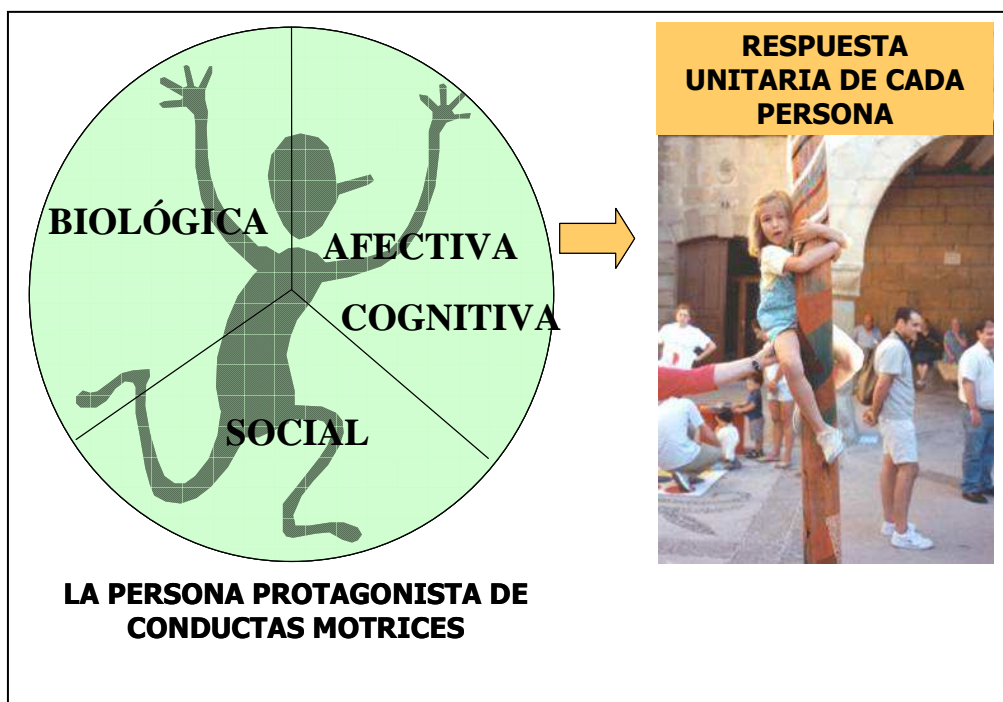 BIOLÓGICA
AFECTIVA
COGNITIVA
SOCIAL
LA PERSONA PROTAGONISTA DE
CONDUCTAS MOTRICES
RESPUESTA
UNITARIA DE CADA
PERSONA